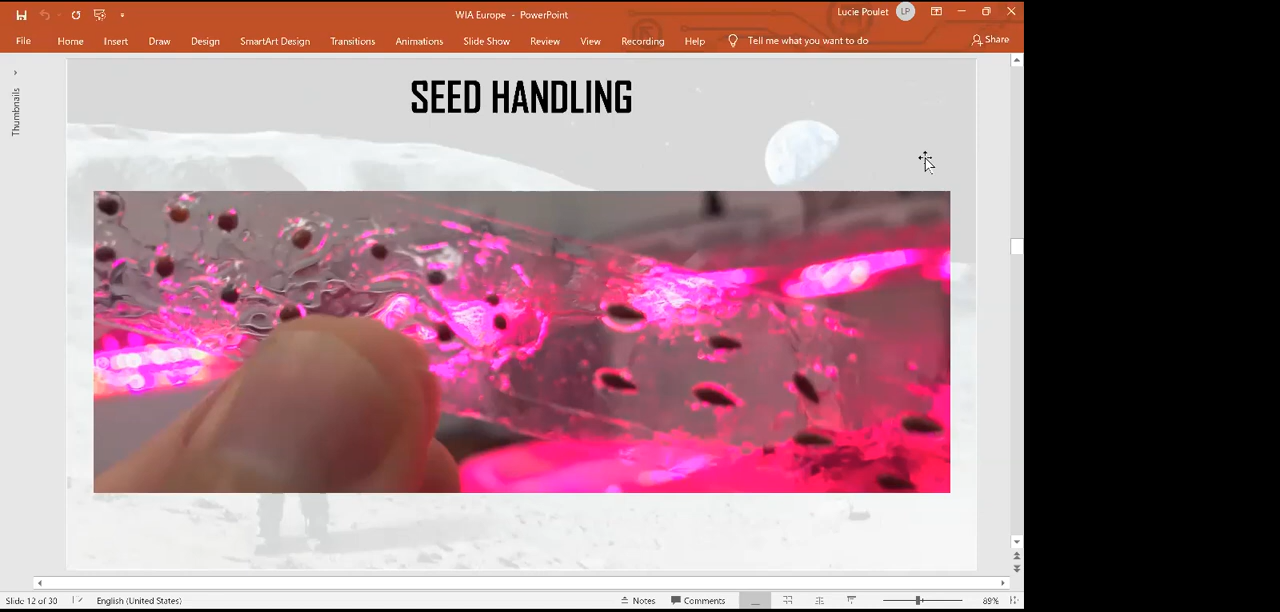 WIA Europe - PowerPoint
Lucie Poulet LP
File Home Insert Draw Design SmartArt Design Transitions Animations Slide Show Review View Recording Help Tell me what you want to do Share
Thumbnails
SEED HANDLING
Slide 12 of 30 English (United States) Notes Comments 89%